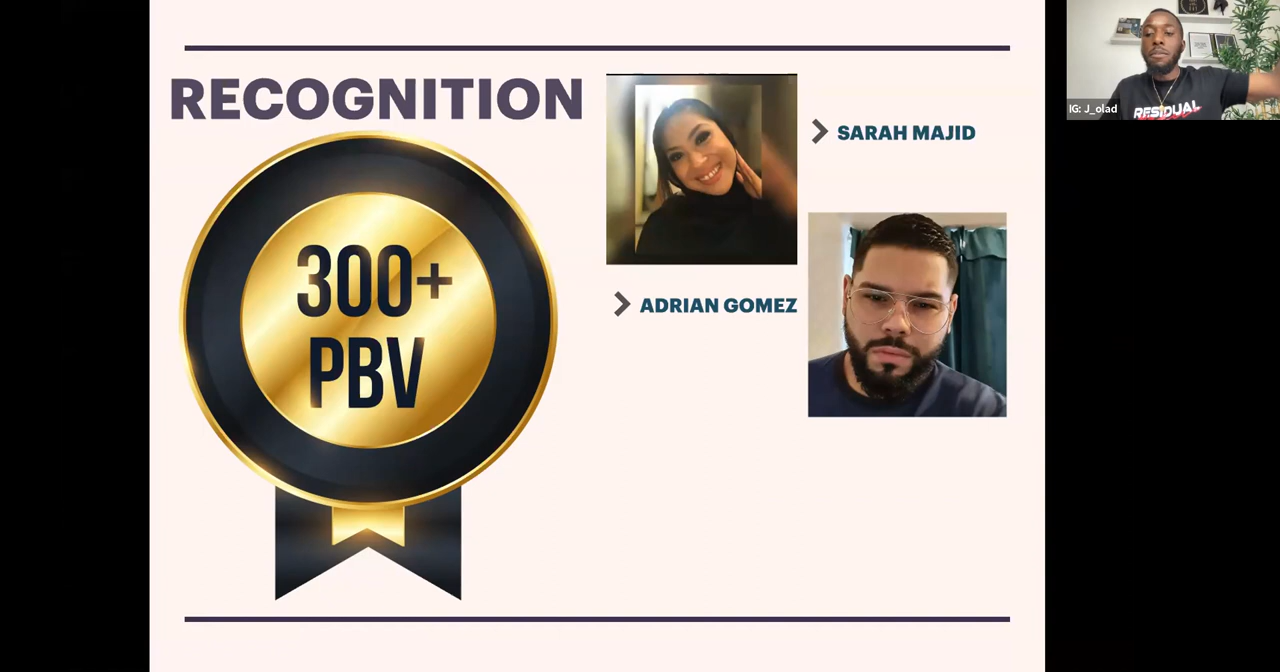 RECOGNITION
300+
PBV
SARAH MAJID
ADRIAN GOMEZ
IG: J_olad
RESIDUAL